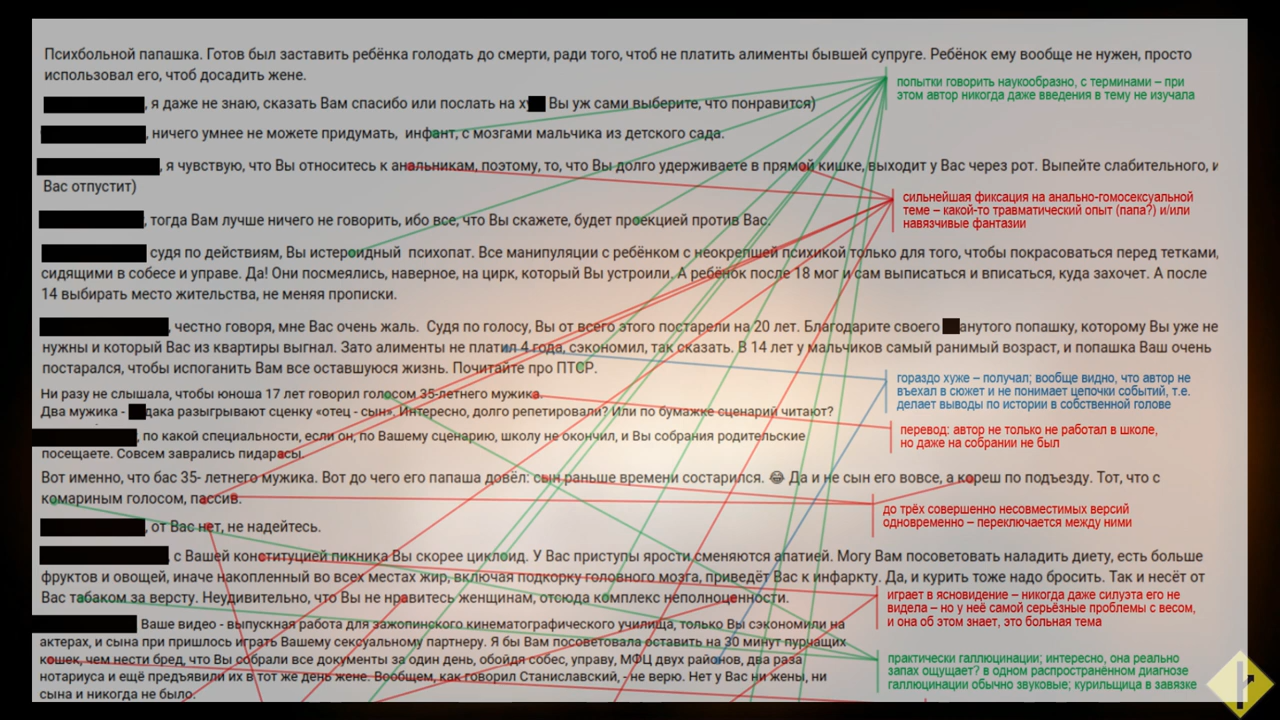 Психбольной папашка. Готов был заставить ребёнка голодать до смерти, ради того, чтоб не платить алименты бывшей супруге. Ребёнок ему вообще не нужен, просто
использовал его, чтоб досадить жене.
, я даже не знаю, сказать Вам спасибо или послать на ху Вы уж сами выберите, что понравится)
, ничего умнее не можете придумать, инфант, с мозгами мальчика из детского сада.
, я чувствую, что Вы относитесь к анальникам, поэтому, то, что Вы долго удерживаете в прямой кишке, выходит у Вас через рот. Выпейте слабительного, и
Вас отпустит)
, тогда Вам лучше ничего не говорить, ибо все, что Вы скажете, будет проекцией против Вас.
судя по действиям, Вы истероидный психопат. Все манипуляции с ребёнком с неокрепшей психикой только для того, чтобы покрасоваться перед тетками,
сидящими в собесе и управе. Да! Они посмеялись, наверное, на цирк, который Вы устроили. А ребёнок после 18 мог и сам выписаться и вписаться, куда захочет. А после
14 выбирать место жительства, не меняя прописки.
, честно говоря, мне Вас очень жаль. Судя по голосу, Вы от всего этого постарели на 20 лет. Благодарите своего анутого попашку, которому Вы уже не
нужны и который Вас из квартиры выгнал. Зато алименты не платил 4 года, сэкономил, так сказать. В 14 лет у мальчиков самый ранимый возраст, и попашка Ваш очень
постарался, чтобы испоганить Вам все оставшуюся жизнь. Почитайте про ПТСР.
Ни разу не слышала, чтобы юноша 17 лет говорил голосом 35-летнего мужика.
Два мужика - дака разыгрывают сценку «отец - сын». Интересно, долго репетировали? Или по бумажке сценарий читают?
, по какой специальности, если он, по Вашему сценарию, школу не окончил, и Вы собрания родительские
посещаете. Совсем заврались пидарасы.
Вот именно, что бас 35- летнего мужика. Вот до чего его папаша довёл: сын раньше времени состарился. 😂 Да и не сын его вовсе, а кореш по подъезду. Тот, что с
комариным голосом, пассив.
, от Вас нет, не надейтесь.
, с Вашей конституцией пикника Вы скорее циклоид. У Вас приступы ярости сменяются апатией. Могу Вам посоветовать наладить диету, есть больше
фруктов и овощей, иначе накопленный во всех местах жир, включая подкорку головного мозга, приведёт Вас к инфаркту. Да, и курить тоже надо бросить. Так и несёт от
Вас табаком за версту. Неудивительно, что Вы не нравитесь женщинам, отсюда комплекс неполноценности.
Ваше видео - выпускная работа для зажопинского кинематографического училища, только Вы сэкономили на
актерах, и сына при пришлось играть Вашему сексуальному партнеру. Я бы Вам посоветовала оставить на 30 минут пурчащих
кошек, чем нести бред, что Вы собрали все документы за один день, обойдя собес, управу, МФЦ двух районов, два раза
нотариуса и ещё предъявили их в тот же день жене. Вообщем, как говорил Станиславский, - не верю. Нет у Вас ни жены, ни
сына и никогда не было.
попытки говорить наукообразно, с терминами – при
этом автор никогда даже введения в тему не изучала
сильнейшая фиксация на анально-гомосексуальной
теме – какой-то травматический опыт (папа?) и/или
навязчивые фантазии
гораздо хуже – получал; вообще видно, что автор не
въехал в сюжет и не понимает цепочки событий, т.е.
делает выводы по истории в собственной голове
перевод: автор не только не работал в школе,
но даже на собрании не был
до трёх совершенно несовместимых версий
одновременно – переключается между ними
играет в ясновидение – никогда даже силуэта его не
видела – но у неё самой серьёзные проблемы с весом,
и она об этом знает, это больная тема
практически галлюцинации; интересно, она реально
запах ощущает? в одном распространённом диагнозе
галлюцинации обычно звуковые; курильщица в завязке